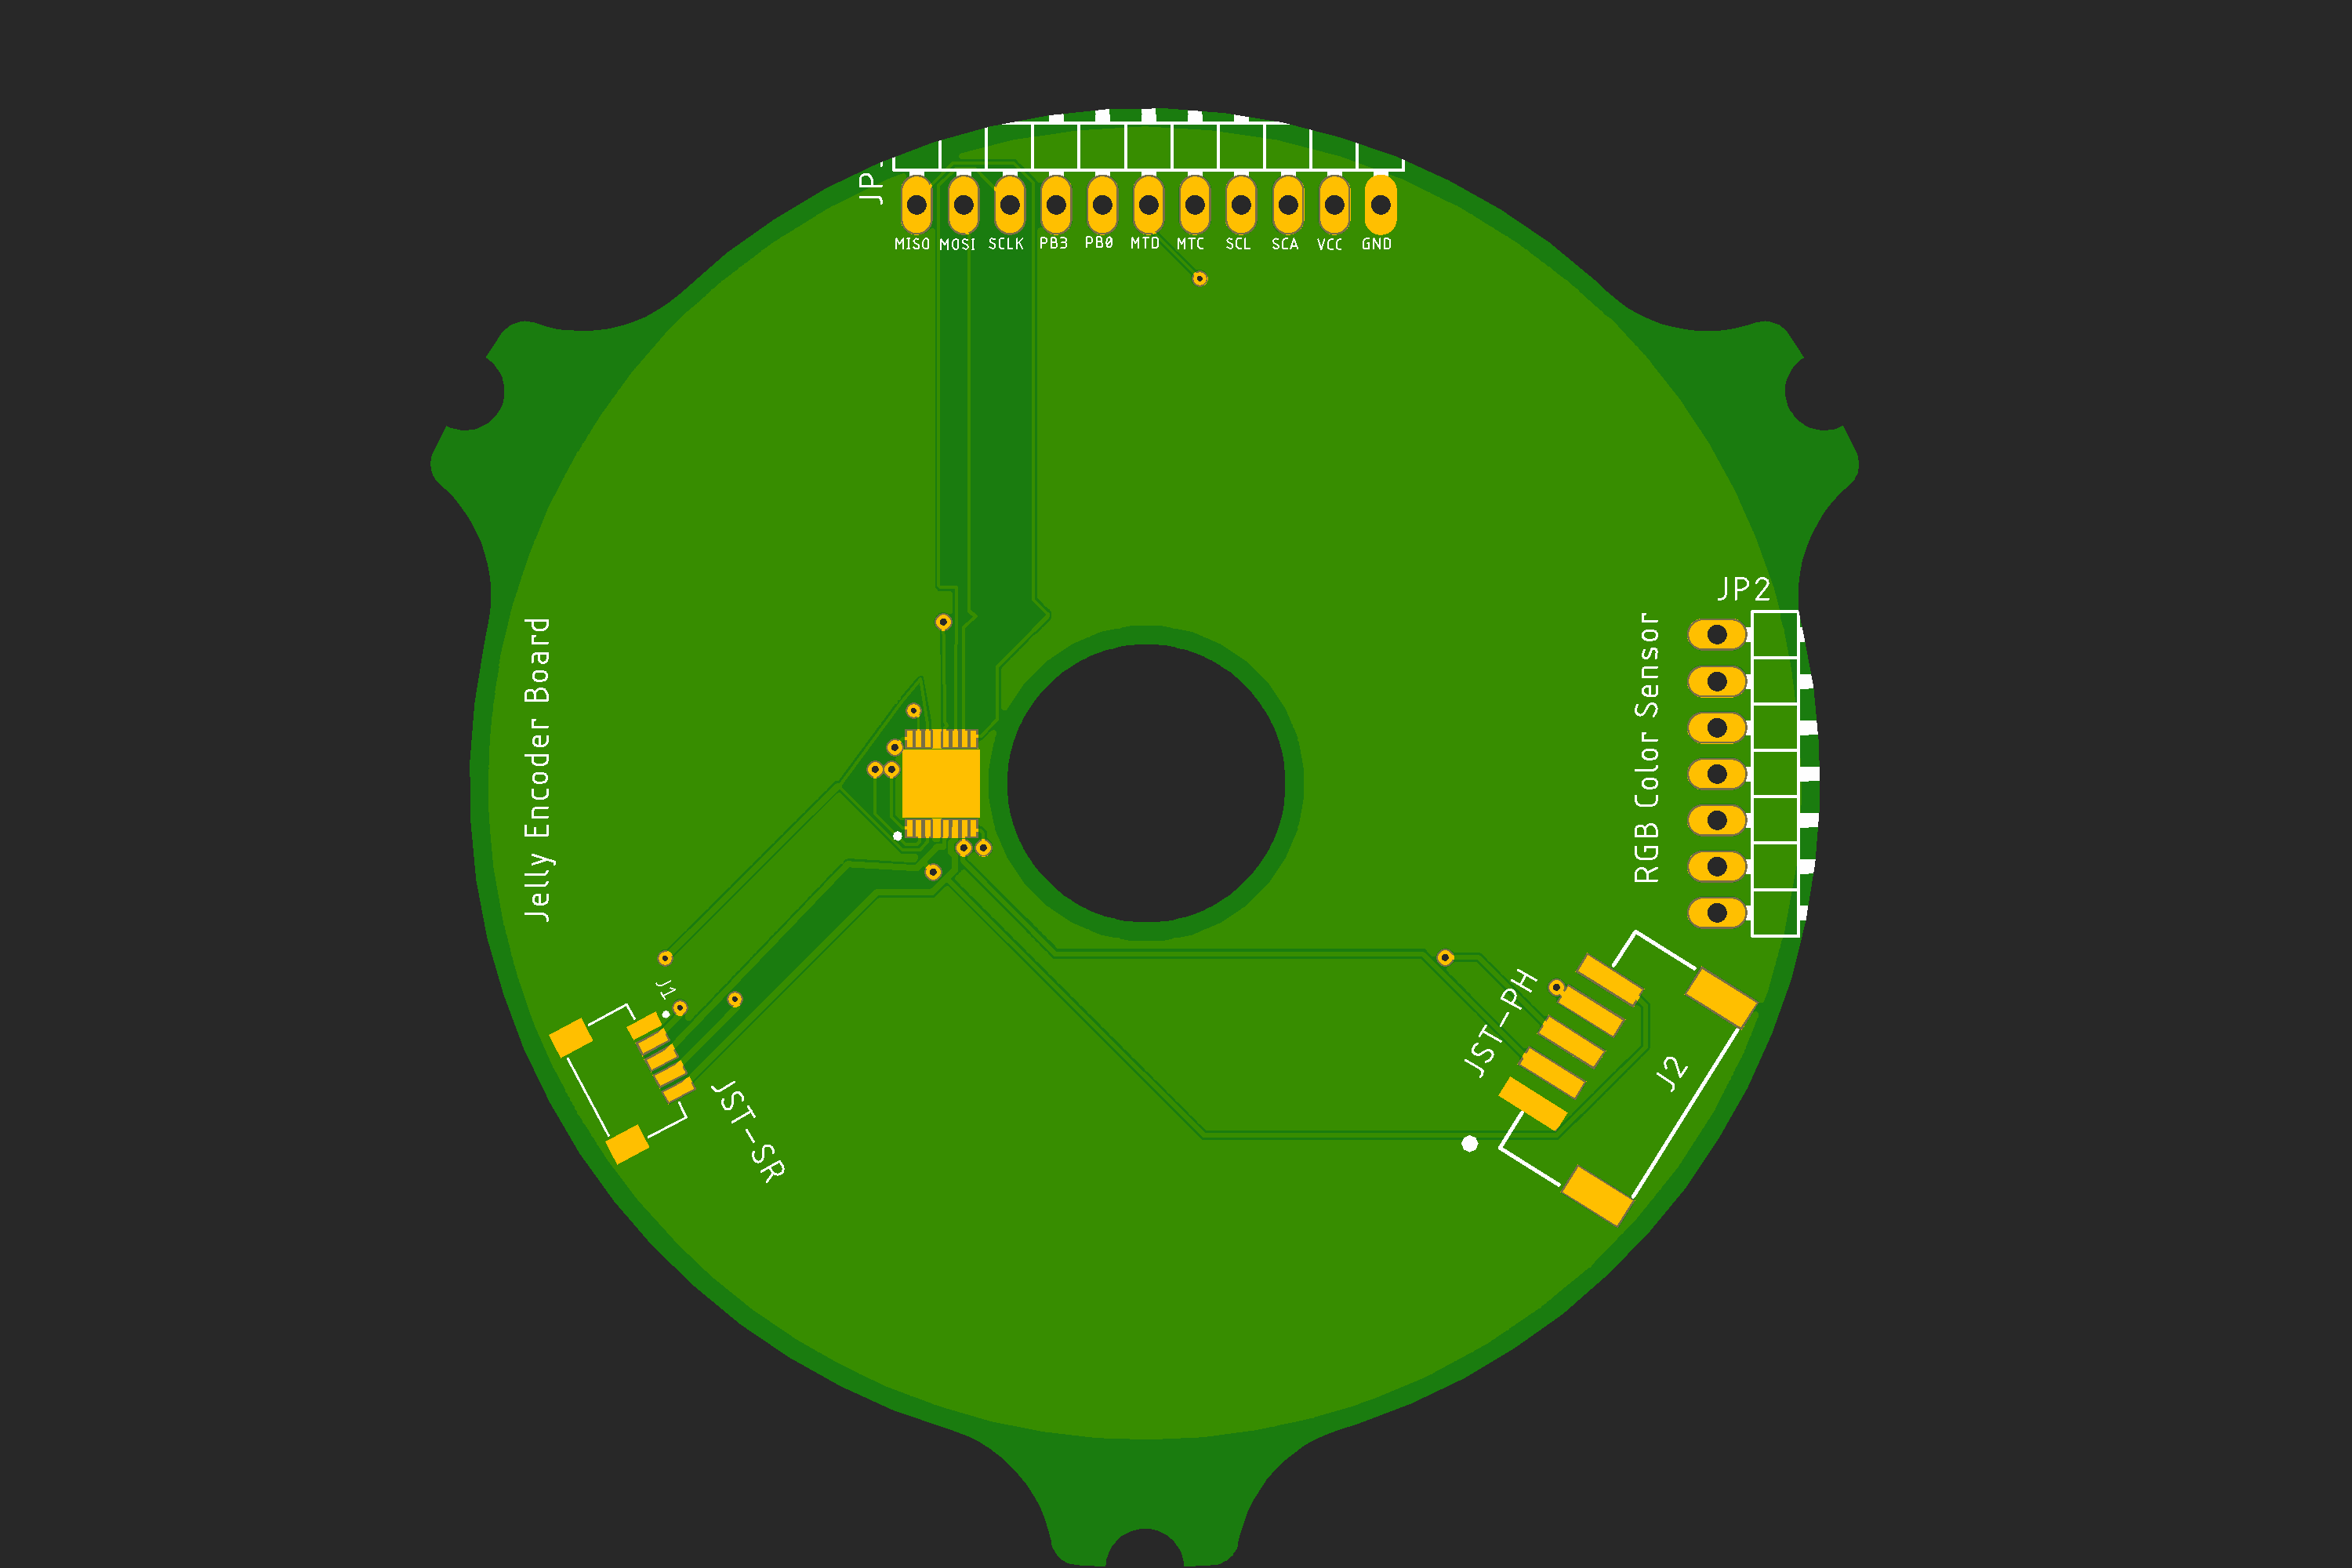 JP
MISO MOSI SCLK PB3 PB0 MTD MTC SCL SCA VCC GND
JP2
RGB Color Sensor
Jelly Encoder Board
J1
JST-SR
JST-PH
J2